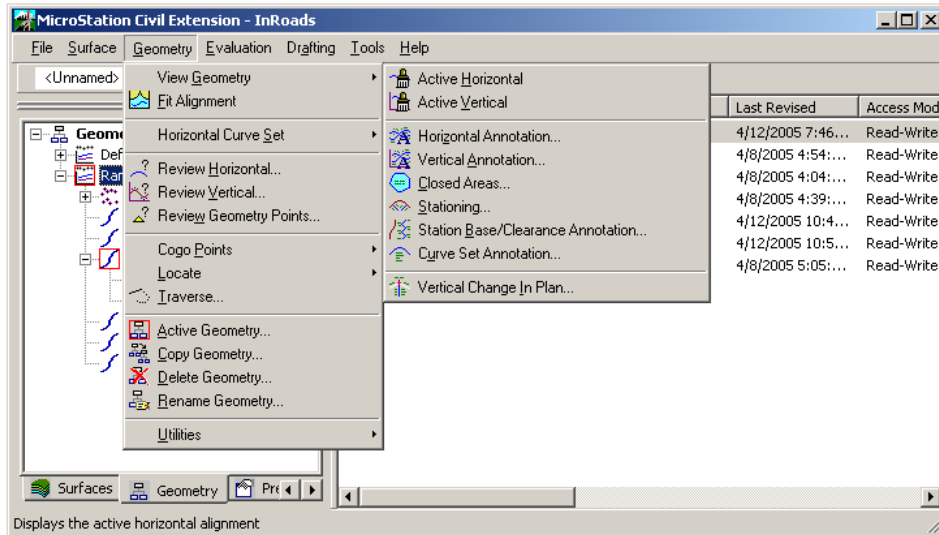 MicroStation Civil Extension - InRoads
File Surface Geometry Evaluation Drafting Tools Help
<Unnamed>
View Geometry
Fit Alignment
Horizontal Curve Set
Review Horizontal...
Review Vertical...
Review Geometry Points...
Cogo Points
Locate
Traverse...
Active Geometry...
Copy Geometry...
Delete Geometry...
Rename Geometry...
Utilities
Active Horizontal
Active Vertical
Horizontal Annotation...
Vertical Annotation...
Closed Areas...
Stationing...
Station Base/Clearance Annotation...
Curve Set Annotation...
Vertical Change In Plan...
Geome
Def
Ran
Last Revised Access Mod
4/12/2005 7:46... Read-Write
4/8/2005 4:54:... Read-Write
4/8/2005 4:04:... Read-Write
4/8/2005 4:39:... Read-Write
4/12/2005 10:4... Read-Write
4/12/2005 10:5... Read-Write
4/8/2005 5:05:... Read-Write
Surfaces Geometry Pre
Displays the active horizontal alignment